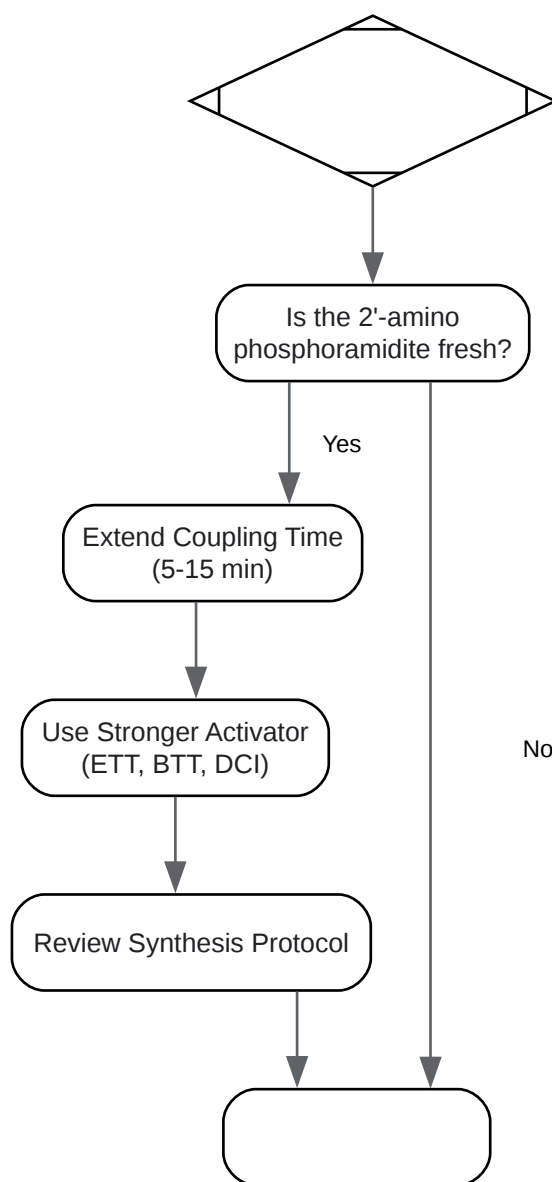 Is the 2'-amino
phosphoramidite fresh?
Yes
Extend Coupling Time
(5-15 min)
Use Stronger Activator
(ETT, BTT, DCI)
No
Review Synthesis Protocol